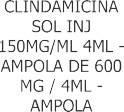 CLINDAMICINA
SOL INJ
150MG/ML 4ML -
AMPOLA DE 600
MG / 4ML -
AMPOLA